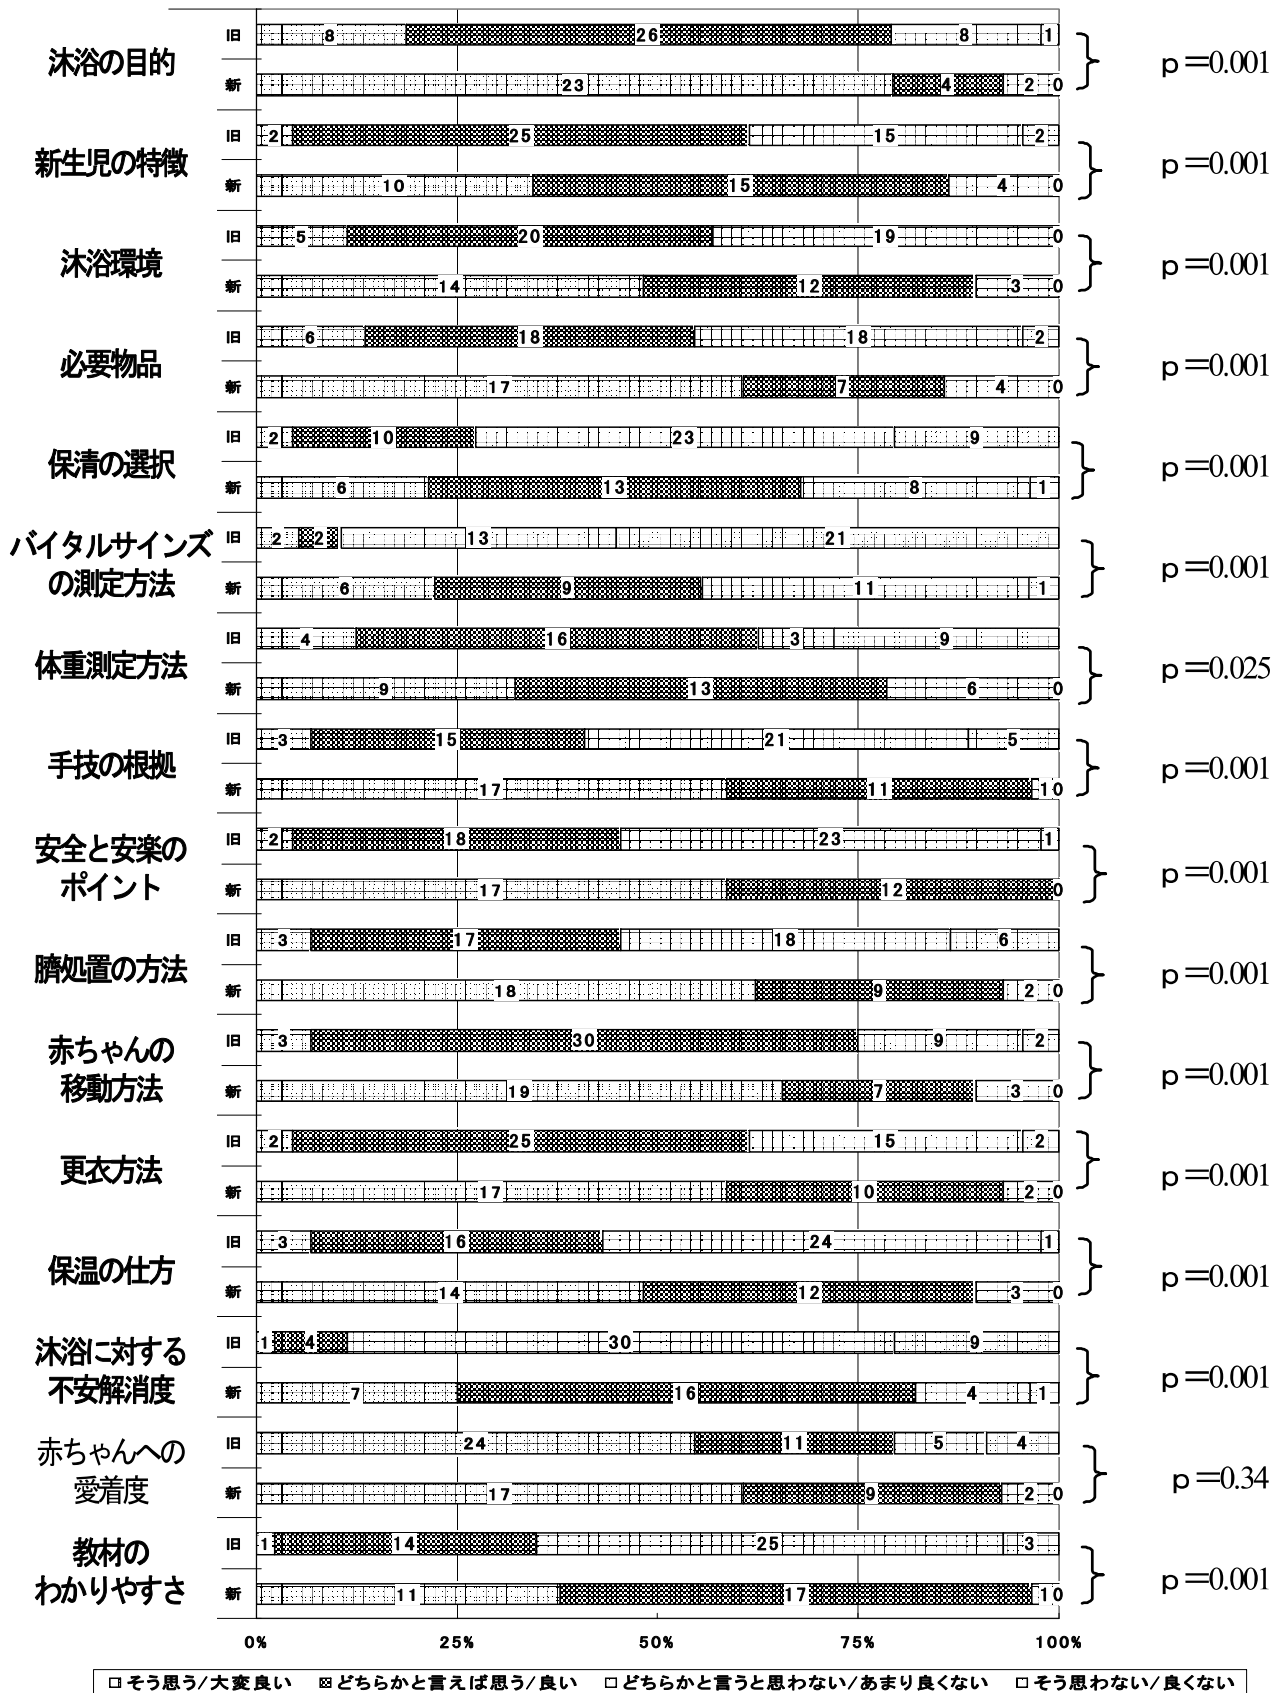 旧 8 26 8 1
沐浴の目的 p=0.001
新 23 4 2 0
旧 2 25 15 2
新生児の特徴 p=0.001
新 10 15 4 0
旧 5 20 19 0
沐浴環境 p=0.001
新 14 12 3 0
旧 6 18 18 2
必要物品 p=0.001
新 17 7 4 0
旧 2 10 23 9
保清の選択 p=0.001
新 6 13 8 1
バイタルサインズ 旧 2 2 13 21
の測定方法 p=0.001
新 6 9 11 1
旧 4 16 3 9
体重測定方法 p=0.025
新 9 13 6 0
旧 3 15 21 5
手技の根拠 p=0.001
新 17 11 10
旧 2 18 23 1
安全と安楽の
ポイント p=0.001
新 17 12 0
旧 3 17 18 6
臍処置の方法 p=0.001
新 18 9 2 0
旧 3 30 9 2
赤ちゃんの
移動方法 p=0.001
新 19 7 3 0
旧 2 25 15 2
更衣方法 p=0.001
新 17 10 2 0
旧 3 16 24 1
保温の仕方 p=0.001
新 14 12 3 0
旧 1 4 30 9
沐浴に対する
不安解消度 p=0.001
新 7 16 4 1
旧 24 11 5 4
赤ちゃんへの
愛着度 p=0.34
新 17 9 2 0
旧 1 14 25 3
教材の
わかりやすさ p=0.001
新 11 17 10
0% 25% 50% 75% 100%
そう思う/大変良い どちらかと言えば思う/良い どちらかと言うと思わない/あまり良くない そう思わない/良くない